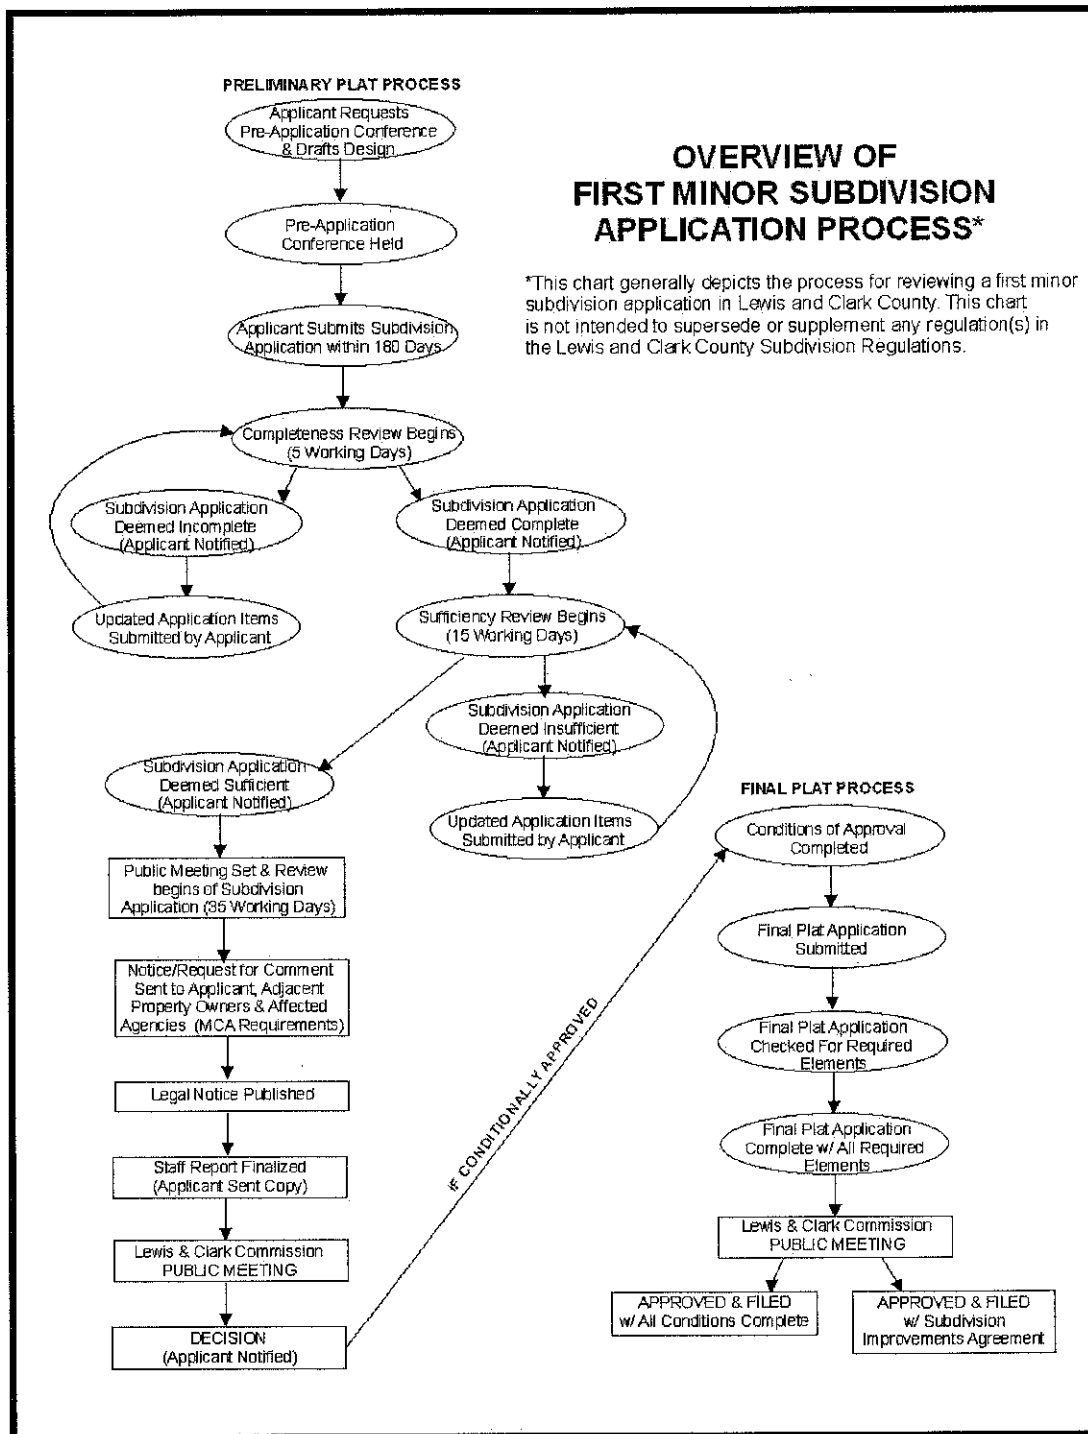 PRELIMINARY PLAT PROCESS
Applicant Requests
Pre-Application Conference
& Drafts Design
OVERVIEW OF
FIRST MINOR SUBDIVISION
APPLICATION PROCESS*
Pre-Application
Conference Held
*This chart generally depicts the process for reviewing a first minor
subdivision application in Lewis and Clark County. This chart
is not intended to supersede or supplement any regulation(s) in
the Lewis and Clark County Subdivision Regulations.
Applicant Submits Subdivision
Application within 180 Days
Completeness Review Begins
(5 Working Days)
Subdivision Application
Deemed Incomplete
(Applicant Notified)
Subdivision Application
Deemed Complete
(Applicant Notified)
Updated Application Items
Submitted by Applicant
Sufficiency Review Begins
(15 Working Days)
Subdivision Application
Deemed Insufficient
(Applicant Notified)
Subdivision Application
Deemed Sufficient
(Applicant Notified)
Updated Application Items
Submitted by Applicant
Public Meeting Set & Review
begins of Subdivision
Application (35 Working Days)
Notice/Request for Comment
Sent to Applicant, Adjacent
Property Owners & Affected
Agencies (MCA Requirements)
Legal Notice Published
Staff Report Finalized
(Applicant Sent Copy)
Lewis & Clark Commission
PUBLIC MEETING
DECISION
(Applicant Notified)
IF CONDITIONALLY APPROVED
FINAL PLAT PROCESS
Conditions of Approval
Completed
Final Plat Application
Submitted
Final Plat Application
Checked For Required
Elements
Final Plat Application
Complete w/ All Required
Elements
Lewis & Clark Commission
PUBLIC MEETING
APPROVED & FILED
w/ All Conditions Complete
APPROVED & FILED
w/ Subdivision
Improvements Agreement